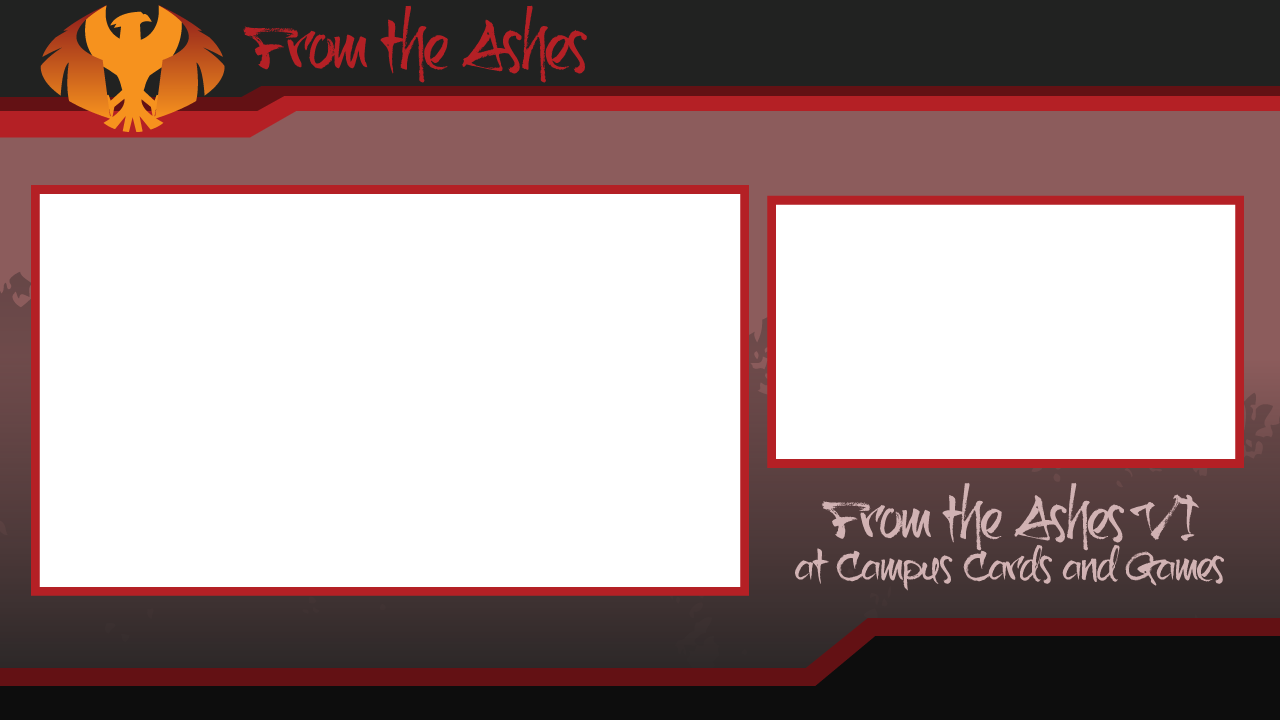 From the Ashes
From the Ashes VI
at Campus Cards and Games